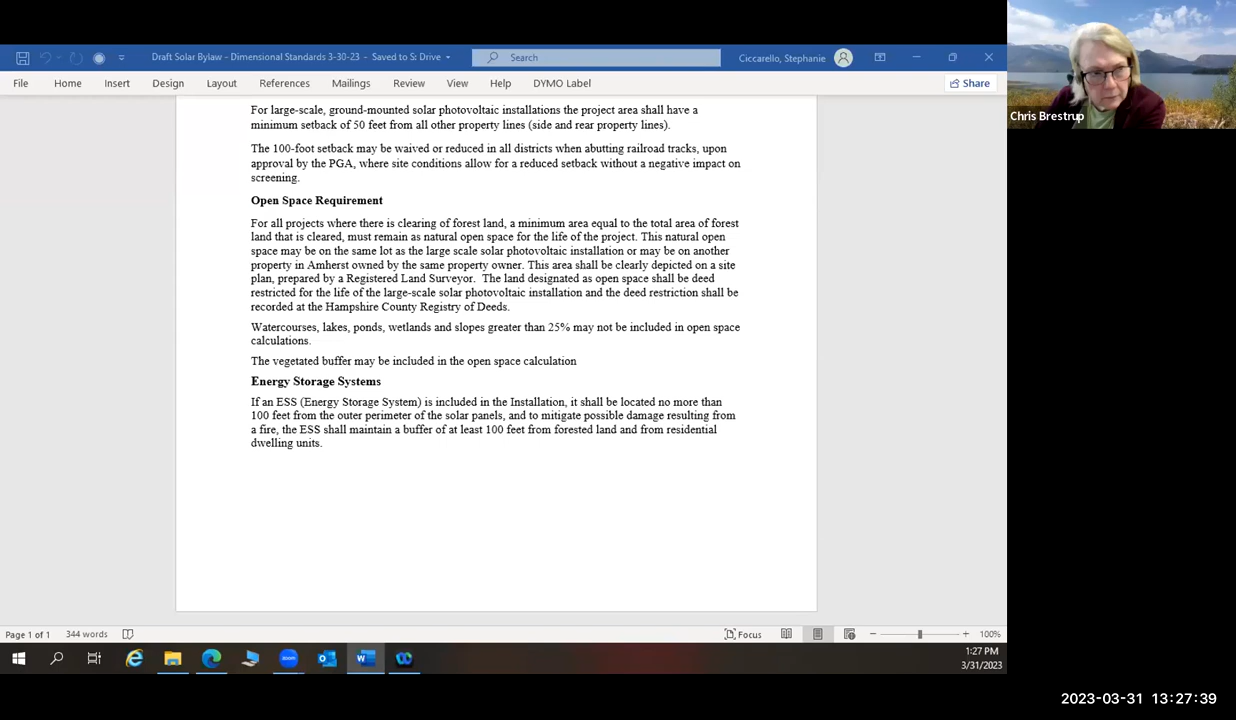 Draft Solar Bylaw - Dimensional Standards 3-30-23 - Saved to S: Drive
Search
Ciccarello, Stephanie
File Home Insert Design Layout References Mailings Review View Help DYMO Label
Share
Chris Brestrup
For large-scale, ground-mounted solar photovoltaic installations the project area shall have a
minimum setback of 50 feet from all other property lines (side and rear property lines).
The 100-foot setback may be waived or reduced in all districts when abutting railroad tracks, upon
approval by the PGA, where site conditions allow for a reduced setback without a negative impact on
screening.
Open Space Requirement
For all projects where there is clearing of forest land, a minimum area equal to the total area of forest
land that is cleared, must remain as natural open space for the life of the project. This natural open
space may be on the same lot as the large scale solar photovoltaic installation or may be on another
property in Amherst owned by the same property owner. This area shall be clearly depicted on a site
plan, prepared by a Registered Land Surveyor. The land designated as open space shall be deed
restricted for the life of the large-scale solar photovoltaic installation and the deed restriction shall be
recorded at the Hampshire County Registry of Deeds.
Watercourses, lakes, ponds, wetlands and slopes greater than 25% may not be included in open space
calculations.
The vegetated buffer may be included in the open space calculation
Energy Storage Systems
If an ESS (Energy Storage System) is included in the Installation, it shall be located no more than
100 feet from the outer perimeter of the solar panels, and to mitigate possible damage resulting from
a fire, the ESS shall maintain a buffer of at least 100 feet from forested land and from residential
dwelling units.
Page 1 of 1 344 words
Focus
100%
zoom
1:27 PM
3/31/2023
2023-03-31 13:27:39